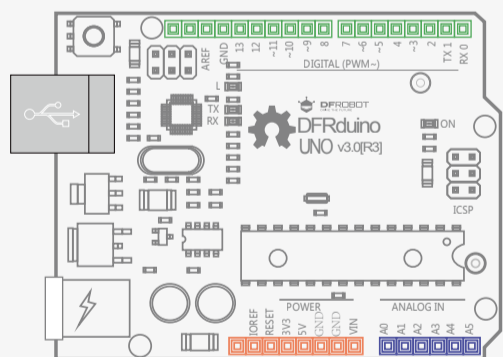 AREF
GND
13
12
~11
~10
~9
8
7
~6
~5
4
~3
2
TX 1
RX 0
DIGITAL (PWM~)
L
TX
RX
DFROBOT
DFRduino
UNO v3.0[R3]
ON
ICSP
POWER
ANALOG IN
IOREF
RESET
3V3
5V
GND
GND
VIN
A0
A1
A2
A3
A4
A5